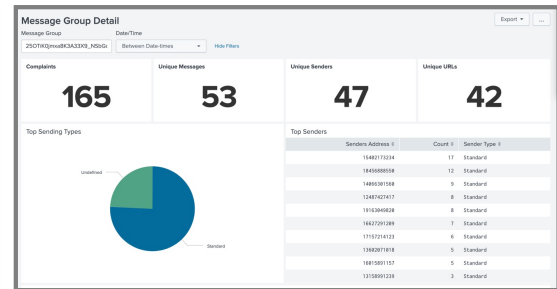 Message Group Detail
Export
...
Message Group
Date/Time
Between Date-times
Hide Filters
Complaints
165
Unique Messages
53
Unique Senders
47
Unique URLs
42
Top Sending Types
Undefined
Standard
Top Senders
Senders Address Count Sender Type
15402173234 17 Standard
18456888550 12 Standard
14066301560 9 Standard
12487427417 8 Standard
19163049820 8 Standard
16627291209 7 Standard
17157214123 6 Standard
13602071018 5 Standard
16015891157 5 Standard
13158991239 3 Standard